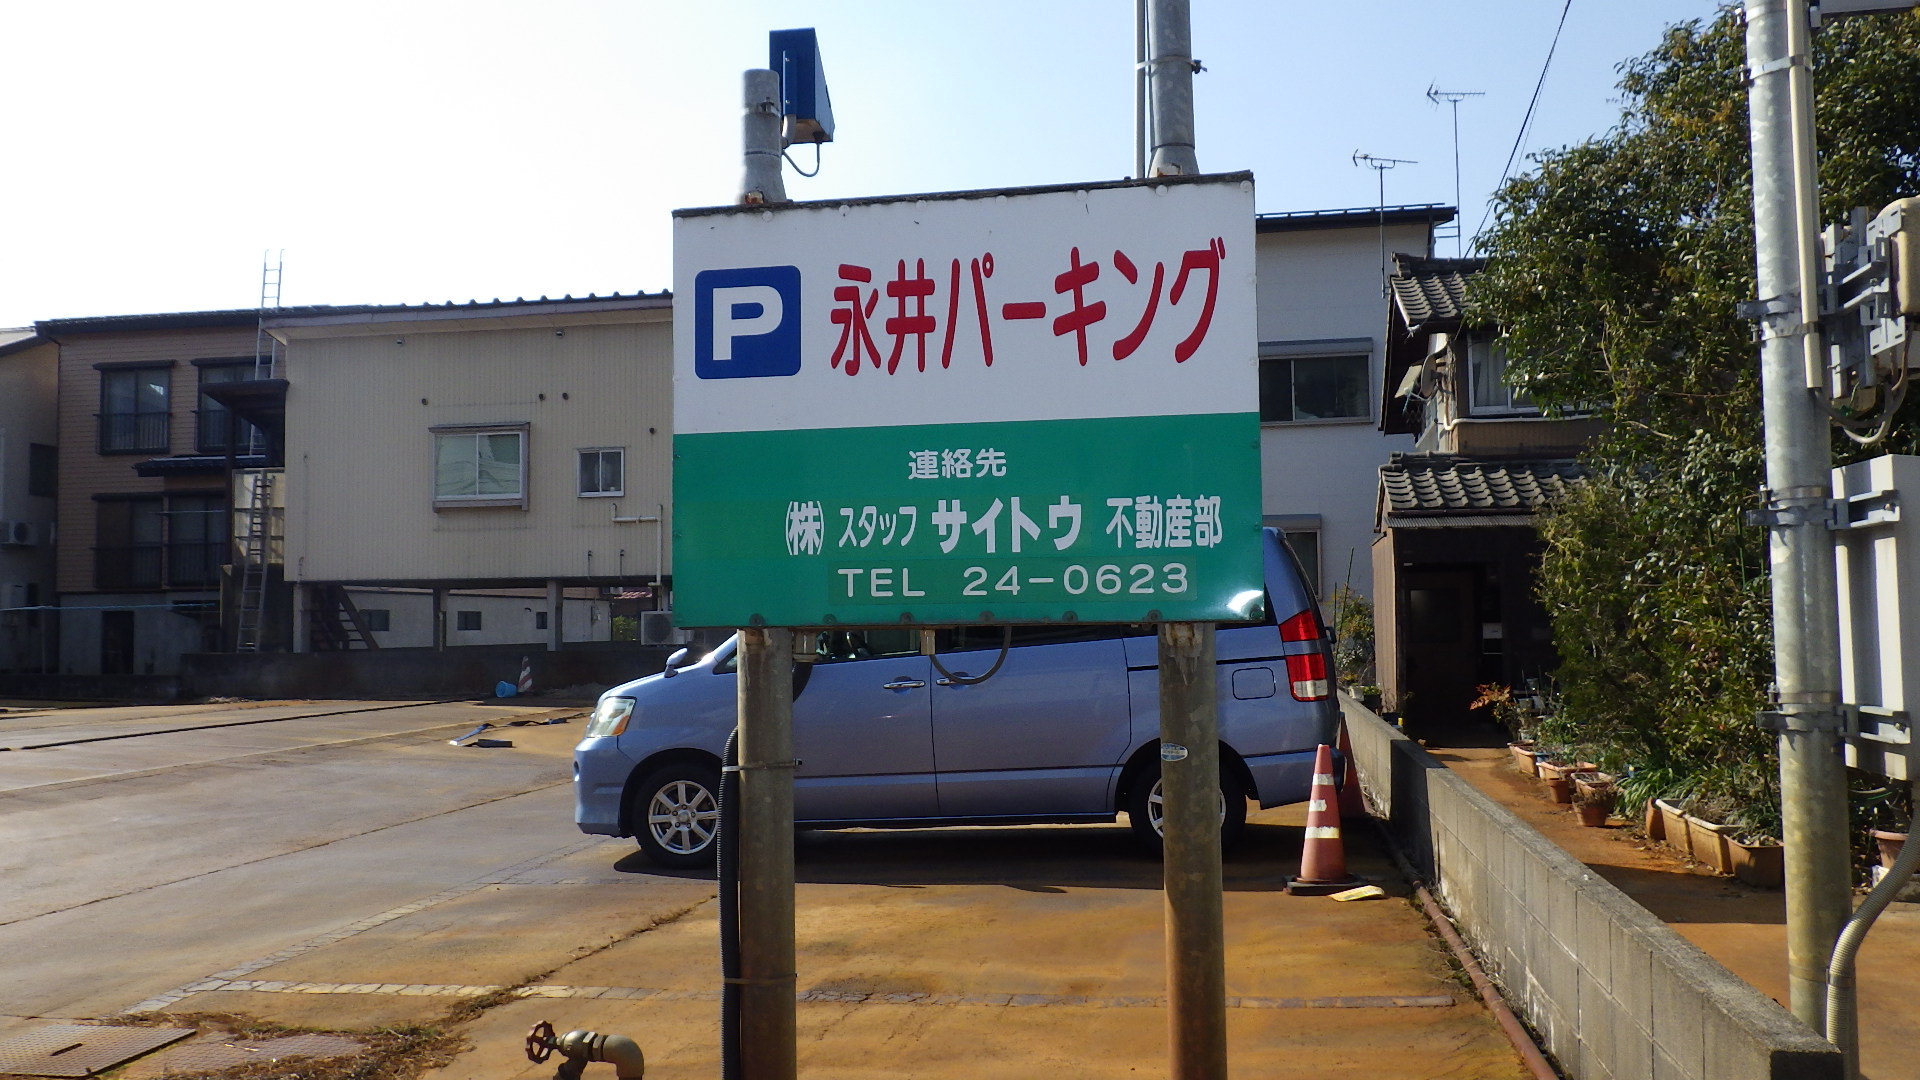 P 永井パーキング
連絡先
㈱ スタッフ サイトウ 不動産部
TEL 24-0623